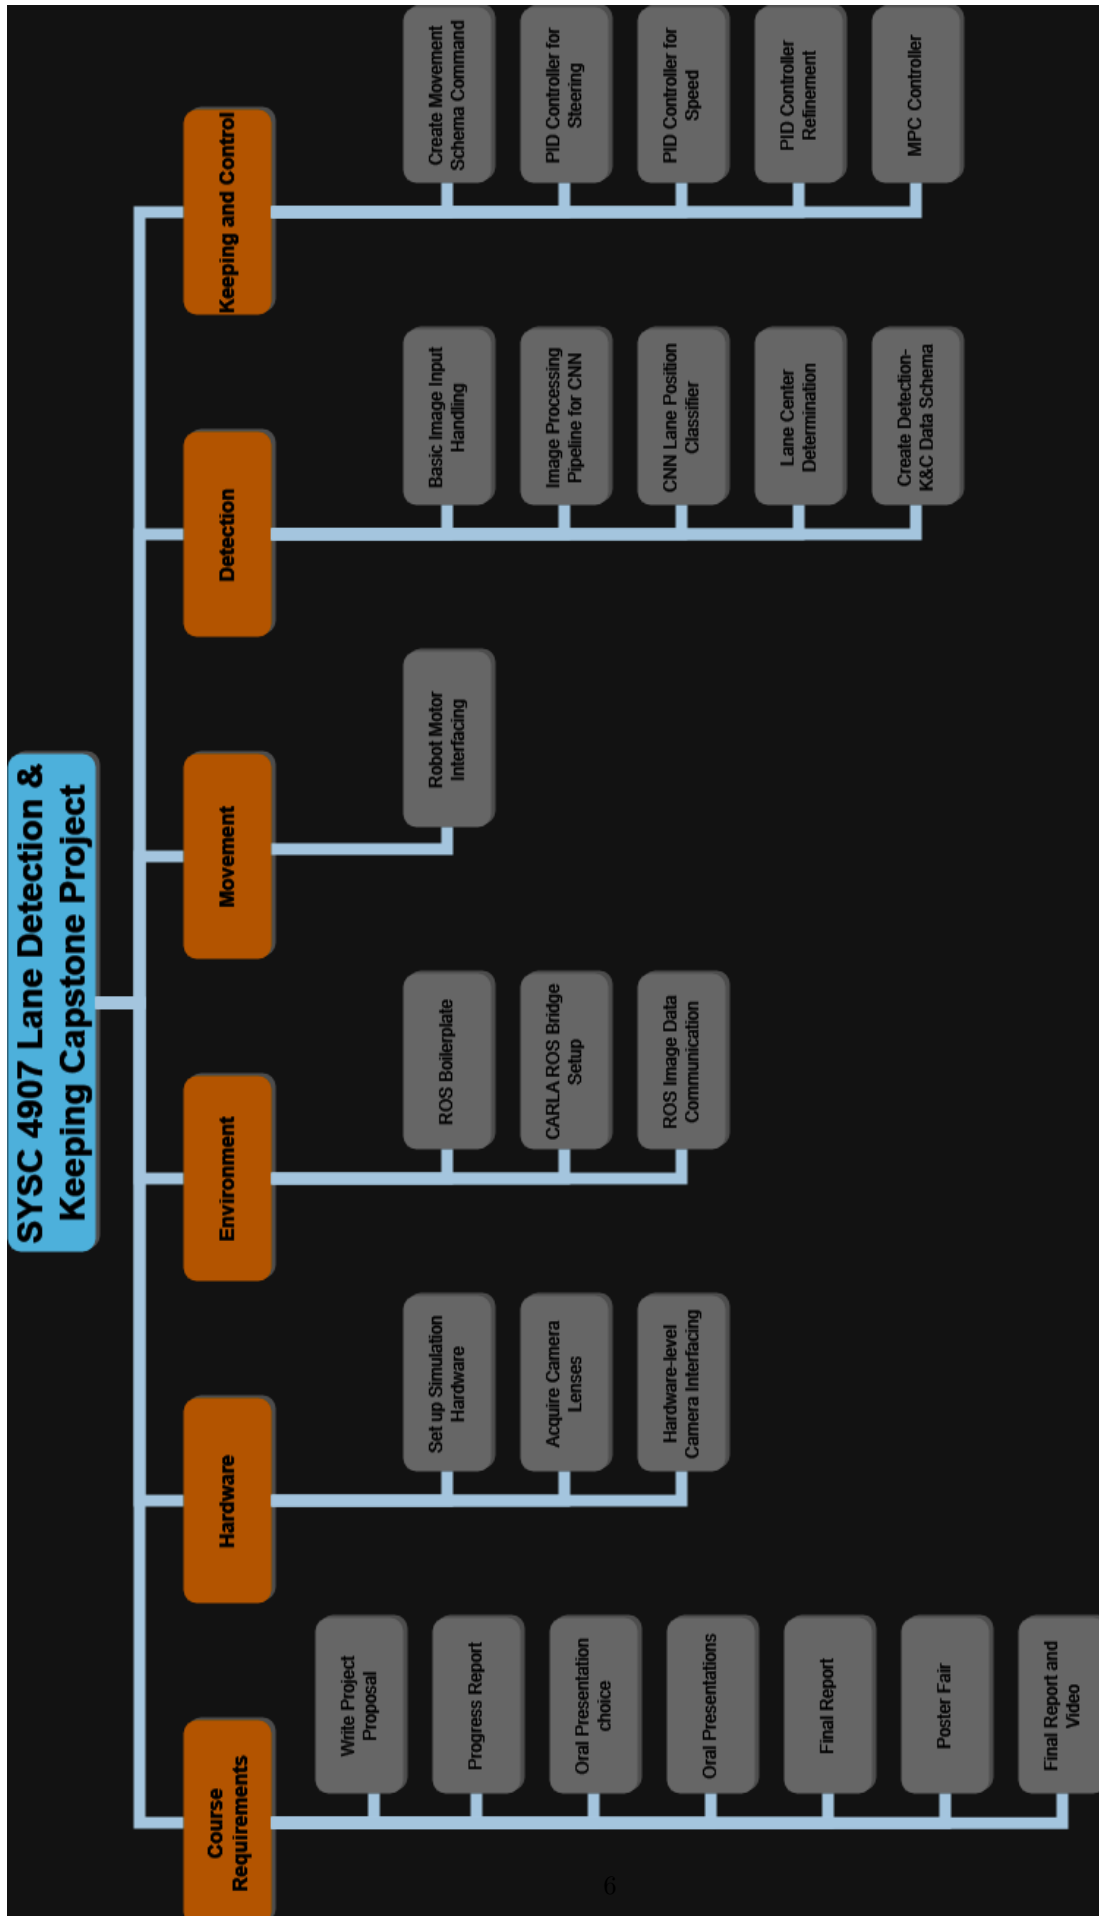 SYSC 4907 Lane Detection &
Keeping Capstone Project
Course
Requirements
Write Project
Proposal
Progress Report
Oral Presentation
choice
Oral Presentations
Final Report
Poster Fair
Final Report and
Video
Hardware
Set up Simulation
Hardware
Acquire Camera
Lenses
Hardware-level
Camera Interfacing
Environment
ROS Boilerplate
CARLA ROS Bridge
Setup
ROS Image Data
Communication
Movement
Robot Motor
Interfacing
Detection
Basic Image Input
Handling
Image Processing
Pipeline for CNN
CNN Lane Position
Classifier
Lane Center
Determination
Create Detection-
K&C Data Schema
Keeping and Control
Create Movement
Schema Command
PID Controller for
Steering
PID Controller for
Speed
PID Controller
Refinement
MPC Controller
6